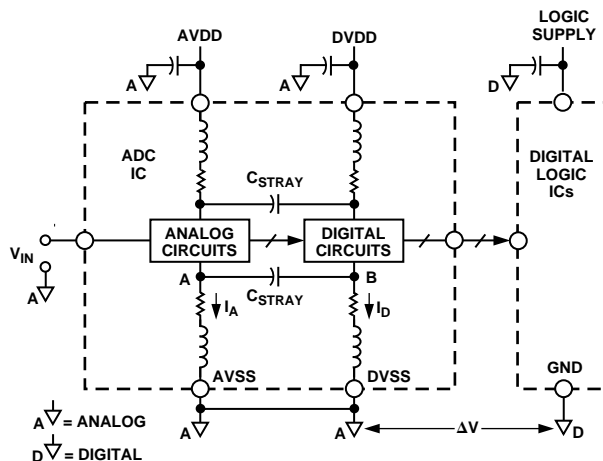 AVDD
DVDD
LOGIC
SUPPLY
A
A
D
ADC
IC
CSTRAY
DIGITAL
LOGIC
ICs
VIN
ANALOG
CIRCUITS
DIGITAL
CIRCUITS
A
A
B
CSTRAY
IA
ID
AVSS
DVSS
GND
A
A
ΔV
D
A = ANALOG
D = DIGITAL